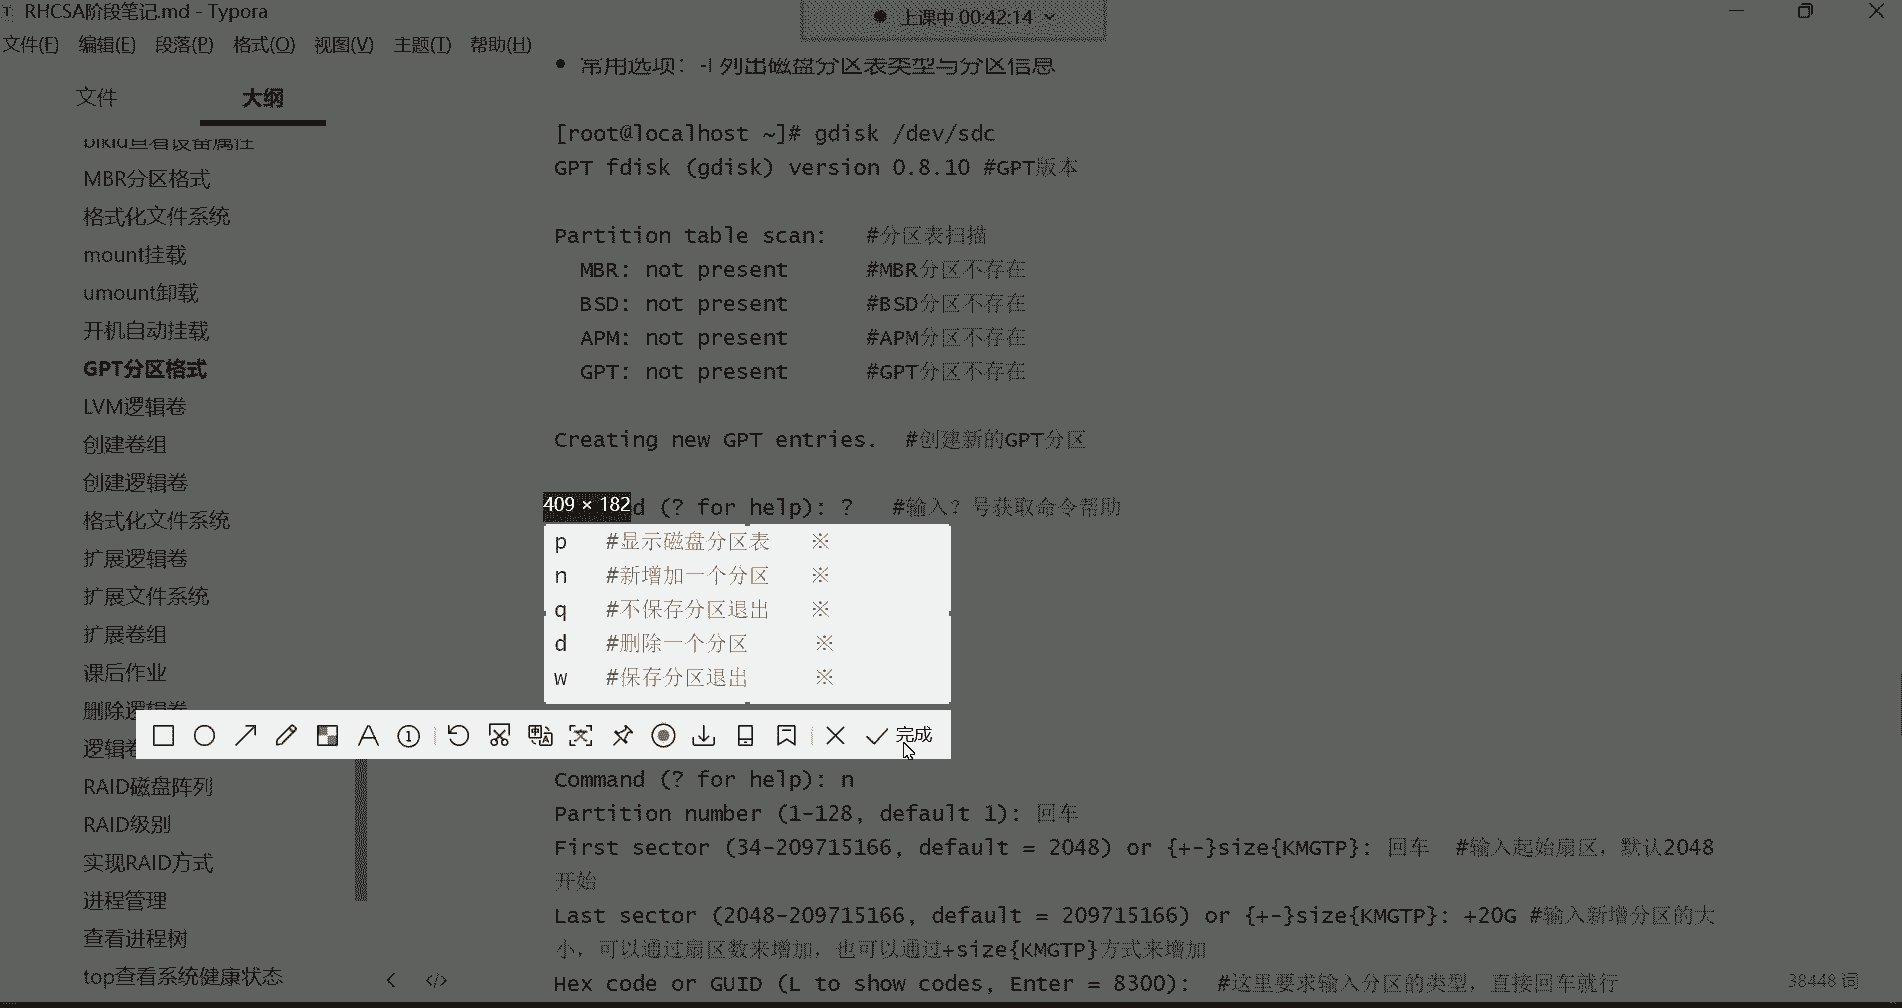 RHCSA阶段笔记.md - Typora
上课中 00:42:14
文件(F) 编辑(E) 段落(P) 格式(O) 视图(V) 主题(T) 帮助(H)
文件 大纲
blkid查看设备属性
MBR分区格式
格式化文件系统
mount挂载
umount卸载
开机自动挂载
GPT分区格式
LVM逻辑卷
创建卷组
创建逻辑卷
格式化文件系统
扩展逻辑卷
扩展文件系统
扩展卷组
课后作业
删除逻辑卷
逻辑卷
RAID磁盘阵列
RAID级别
实现RAID方式
进程管理
查看进程树
top查看系统健康状态
• 常用选项：-l 列出磁盘分区表类型与分区信息
[root@localhost ~]# gdisk /dev/sdc
GPT fdisk (gdisk) version 0.8.10 #GPT版本
Partition table scan: #分区表扫描
MBR: not present #MBR分区不存在
BSD: not present #BSD分区不存在
APM: not present #APM分区不存在
GPT: not present #GPT分区不存在
Creating new GPT entries. #创建新的GPT分区
409 × 182
d (? for help): ? #输入？号获取命令帮助
p #显示磁盘分区表 ※
n #新增加一个分区 ※
q #不保存分区退出 ※
d #删除一个分区 ※
w #保存分区退出 ※
完成
Command (? for help): n
Partition number (1-128, default 1): 回车
First sector (34-209715166, default = 2048) or {+-}size{KMGTP}: 回车 #输入起始扇区，默认2048
开始
Last sector (2048-209715166, default = 209715166) or {+-}size{KMGTP}: +20G #输入新增分区的大
小，可以通过扇区数来增加，也可以通过+size{KMGTP}方式来增加
Hex code or GUID (L to show codes, Enter = 8300): #这里要求输入分区的类型，直接回车就行
38448 词